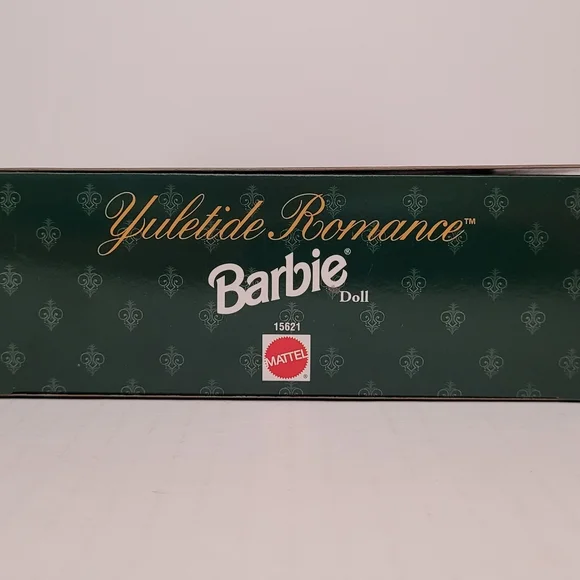 Yuletide Romance™
Barbie®
Doll
15621
MATTEL
®